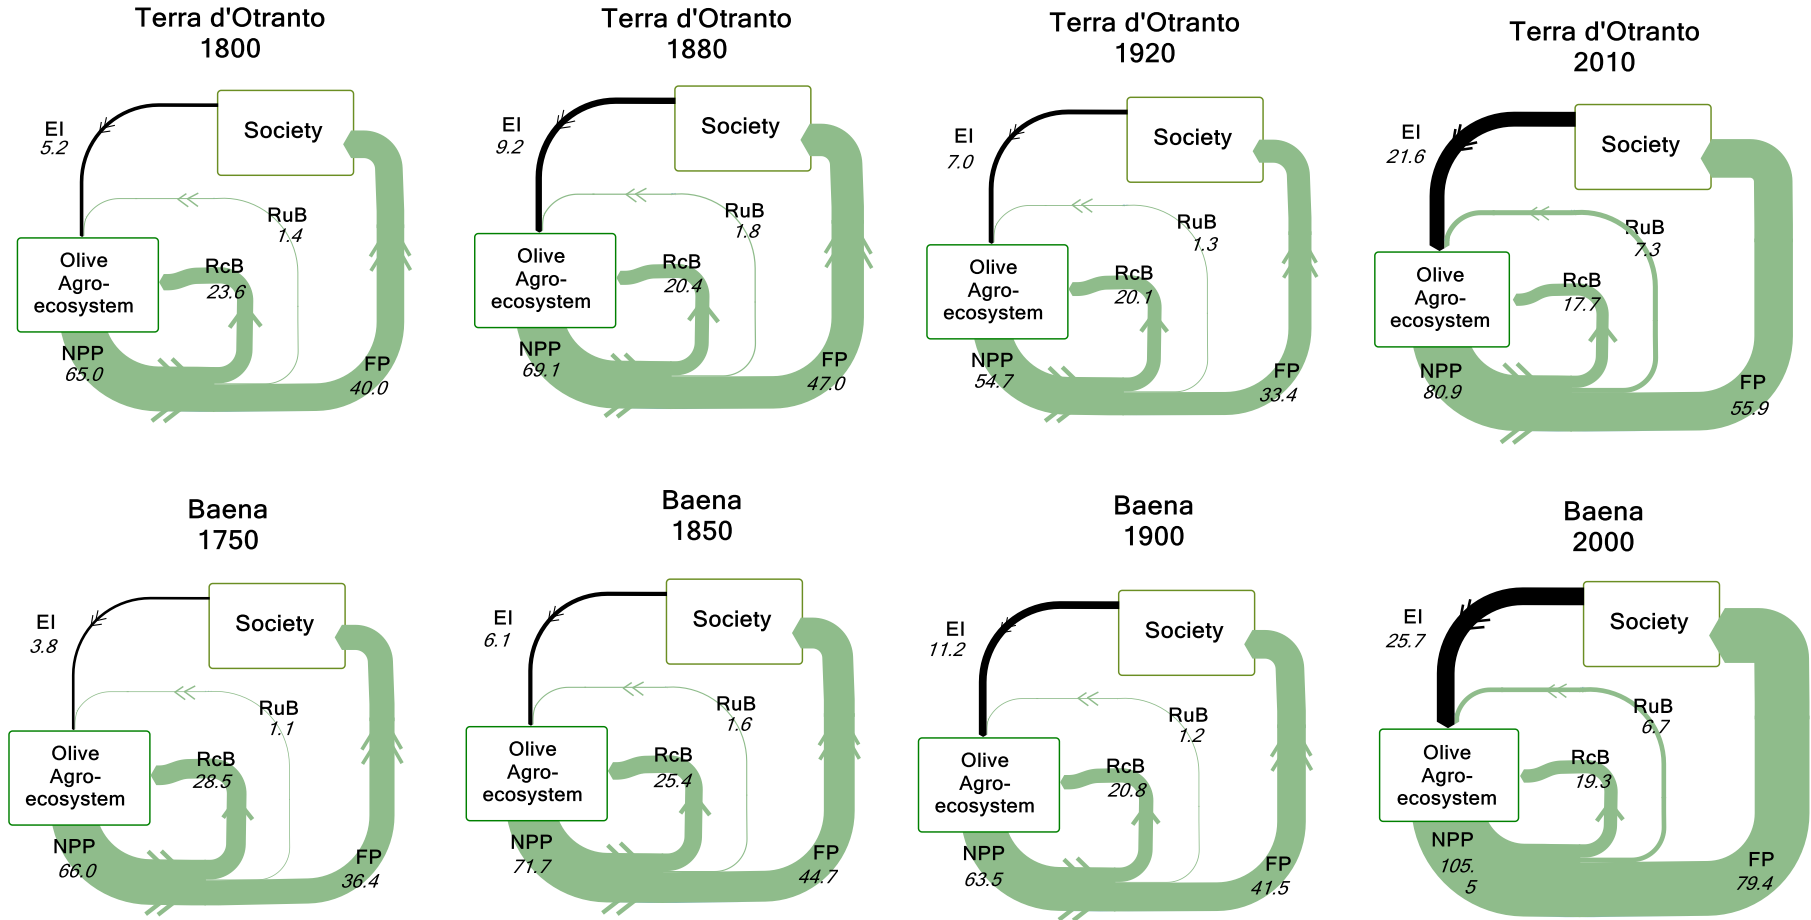 Terra d'Otranto
1800
EI
5.2
Society
RuB
1.4
Olive
Agro-
ecosystem
RcB
23.6
NPP
65.0
FP
40.0
Terra d'Otranto
1880
EI
9.2
Society
RuB
1.8
Olive
Agro-
ecosystem
RcB
20.4
NPP
69.1
FP
47.0
Terra d'Otranto
1920
EI
7.0
Society
RuB
1.3
Olive
Agro-
ecosystem
RcB
20.1
NPP
54.7
FP
33.4
Terra d'Otranto
2010
EI
21.6
Society
RuB
7.3
Olive
Agro-
ecosystem
RcB
17.7
NPP
80.9
FP
55.9
Baena
1750
EI
3.8
Society
RuB
1.1
Olive
Agro-
ecosystem
RcB
28.5
NPP
66.0
FP
36.4
Baena
1850
EI
6.1
Society
RuB
1.6
Olive
Agro-
ecosystem
RcB
25.4
NPP
71.7
FP
44.7
Baena
1900
EI
11.2
Society
RuB
1.2
Olive
Agro-
ecosystem
RcB
20.8
NPP
63.5
FP
41.5
Baena
2000
EI
25.7
Society
RuB
6.7
Olive
Agro-
ecosystem
RcB
19.3
NPP
105.
5
FP
79.4